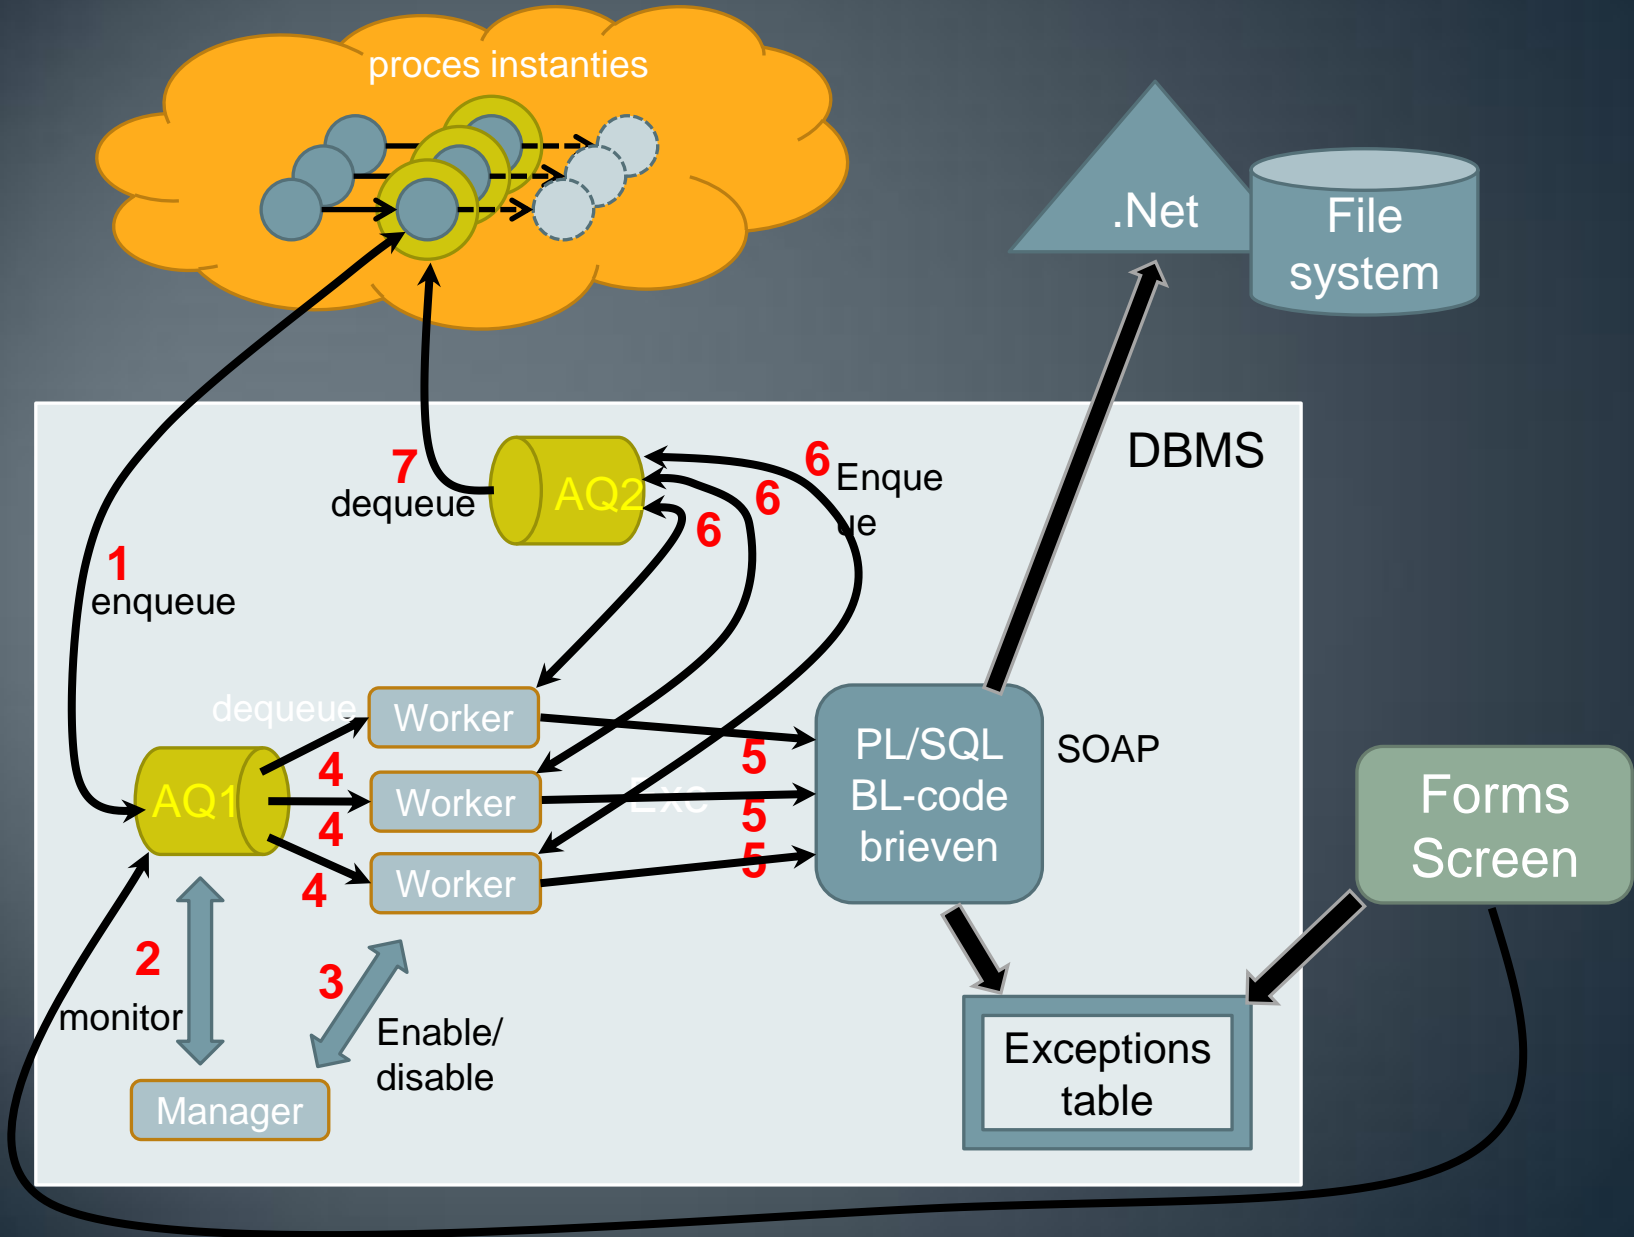 proces instanties
.Net
File
system
DBMS
7
dequeue
AQ2
6
Enque
ue
6
6
1
enqueue
dequeue
Worker
Worker
Worker
AQ1
4
4
4
Exc
5
5
5
PL/SQL
BL-code
brieven
SOAP
Forms
Screen
2
monitor
3
Enable/
disable
Manager
Exceptions
table